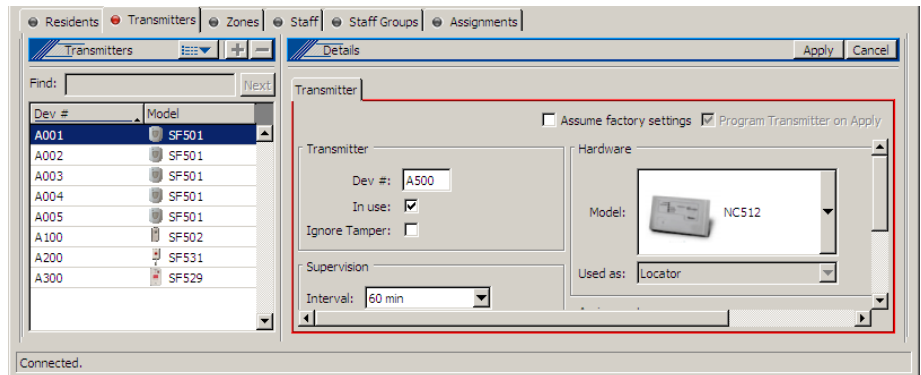 Residents Transmitters Zones Staff Staff Groups Assignments
Transmitters
Details Apply Cancel
Find: Next
Transmitter
Dev # Model
Assume factory settings Program Transmitter on Apply
A001 SF501
A002 SF501
A003 SF501
A004 SF501
A005 SF501
A100 SF502
A200 SF531
A300 SF529
Transmitter
Dev #: A500
In use:
Ignore Tamper:
Supervision
Interval: 60 min
Hardware
Model: NC512
Used as: Locator
Connected.